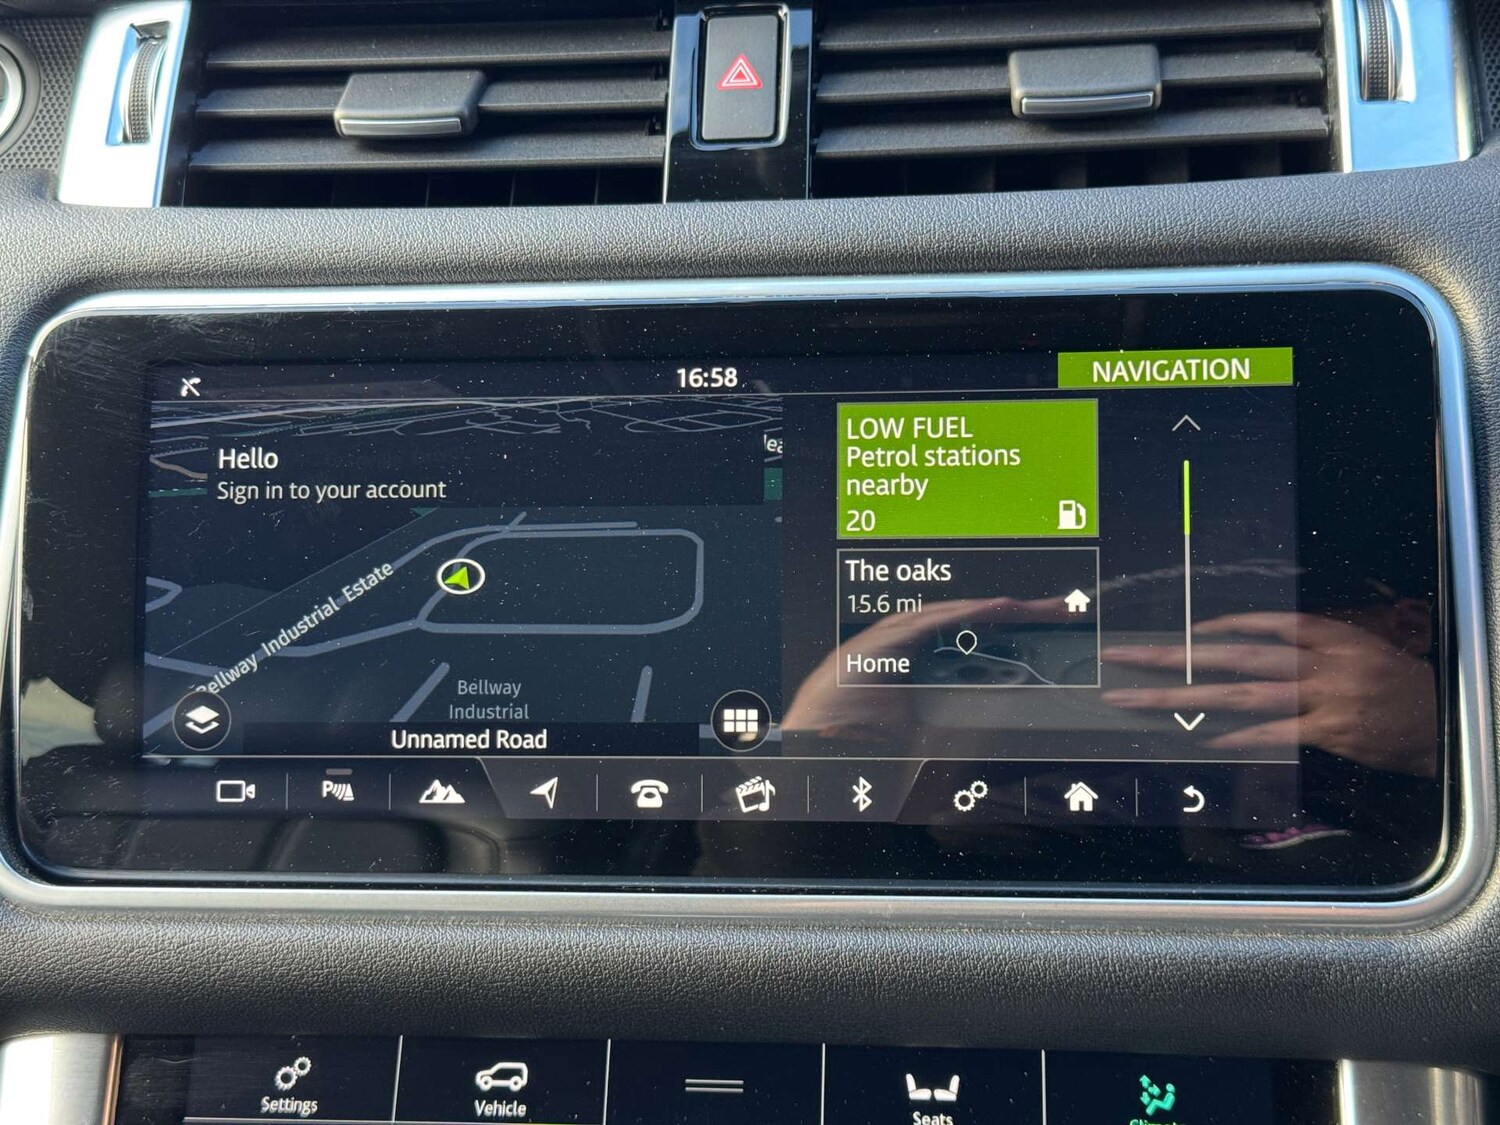 16:58
NAVIGATION
Hello
Sign in to your account
LOW FUEL
Petrol stations
nearby
20
The oaks
15.6 mi
Home
Bellway Industrial Estate
Bellway
Industrial
Unnamed Road
Settings
Vehicle
Seats